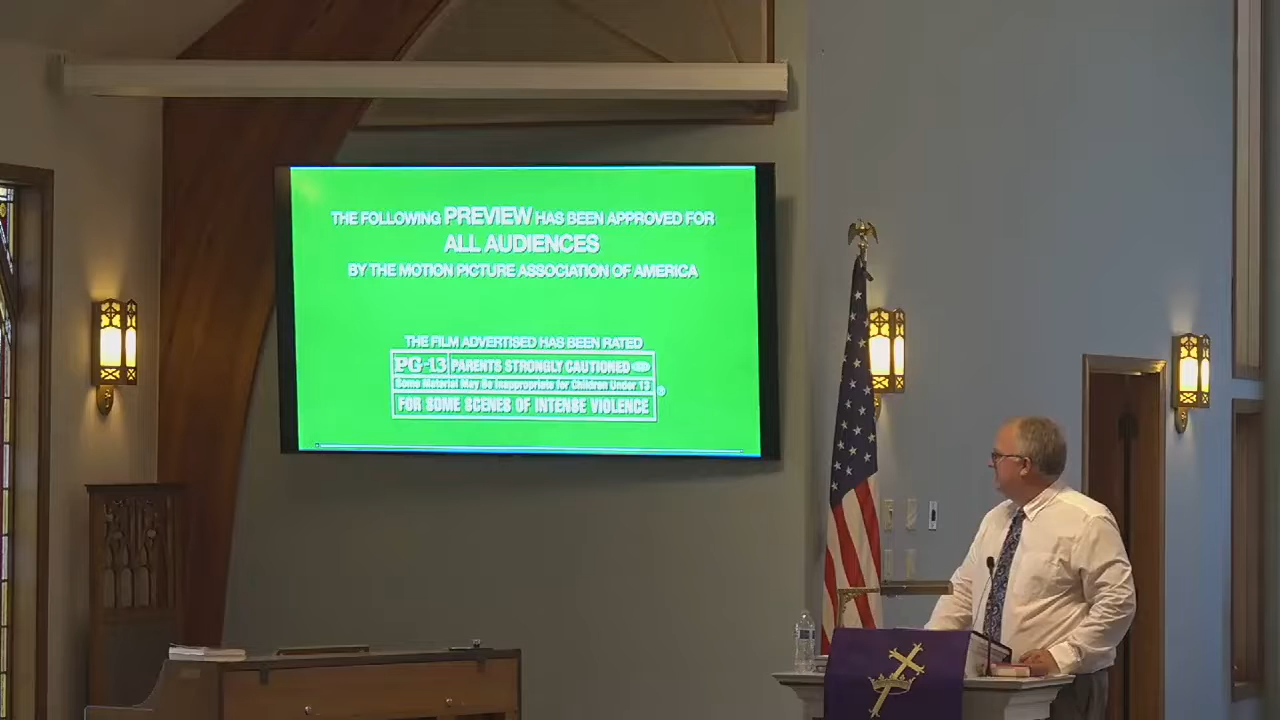 THE FOLLOWING PREVIEW HAS BEEN APPROVED FOR
ALL AUDIENCES
BY THE MOTION PICTURE ASSOCIATION OF AMERICA
THE FILM ADVERTISED HAS BEEN RATED
PG-13 PARENTS STRONGLY CAUTIONED
Some Material May Be Inappropriate for Children Under 13
®
FOR SOME SCENES OF INTENSE VIOLENCE